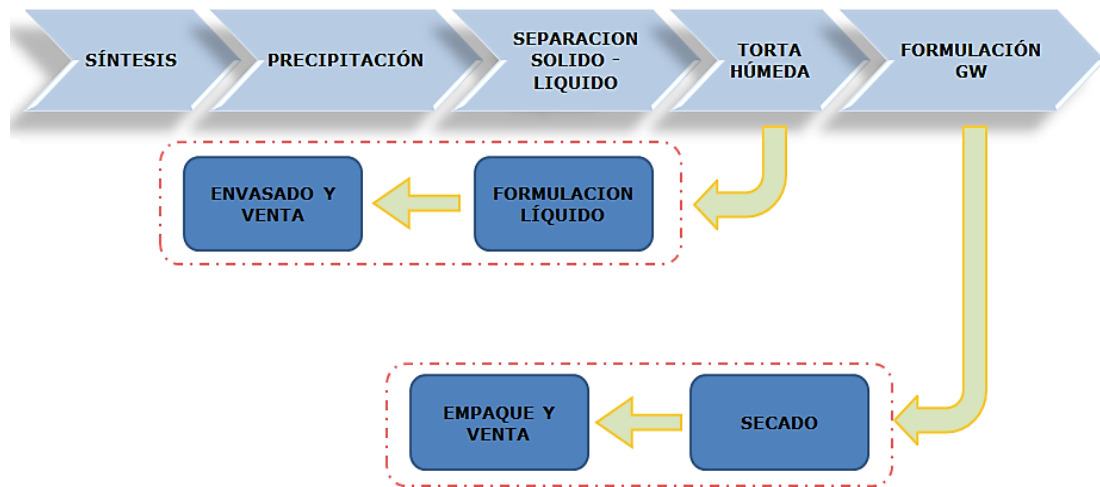 SÍNTESIS
PRECIPITACIÓN
SEPARACION
SOLIDO -
LIQUIDO
TORTA
HÚMEDA
FORMULACIÓN
GW
ENVASADO Y
VENTA
FORMULACION
LÍQUIDO
EMPAQUE Y
VENTA
SECADO